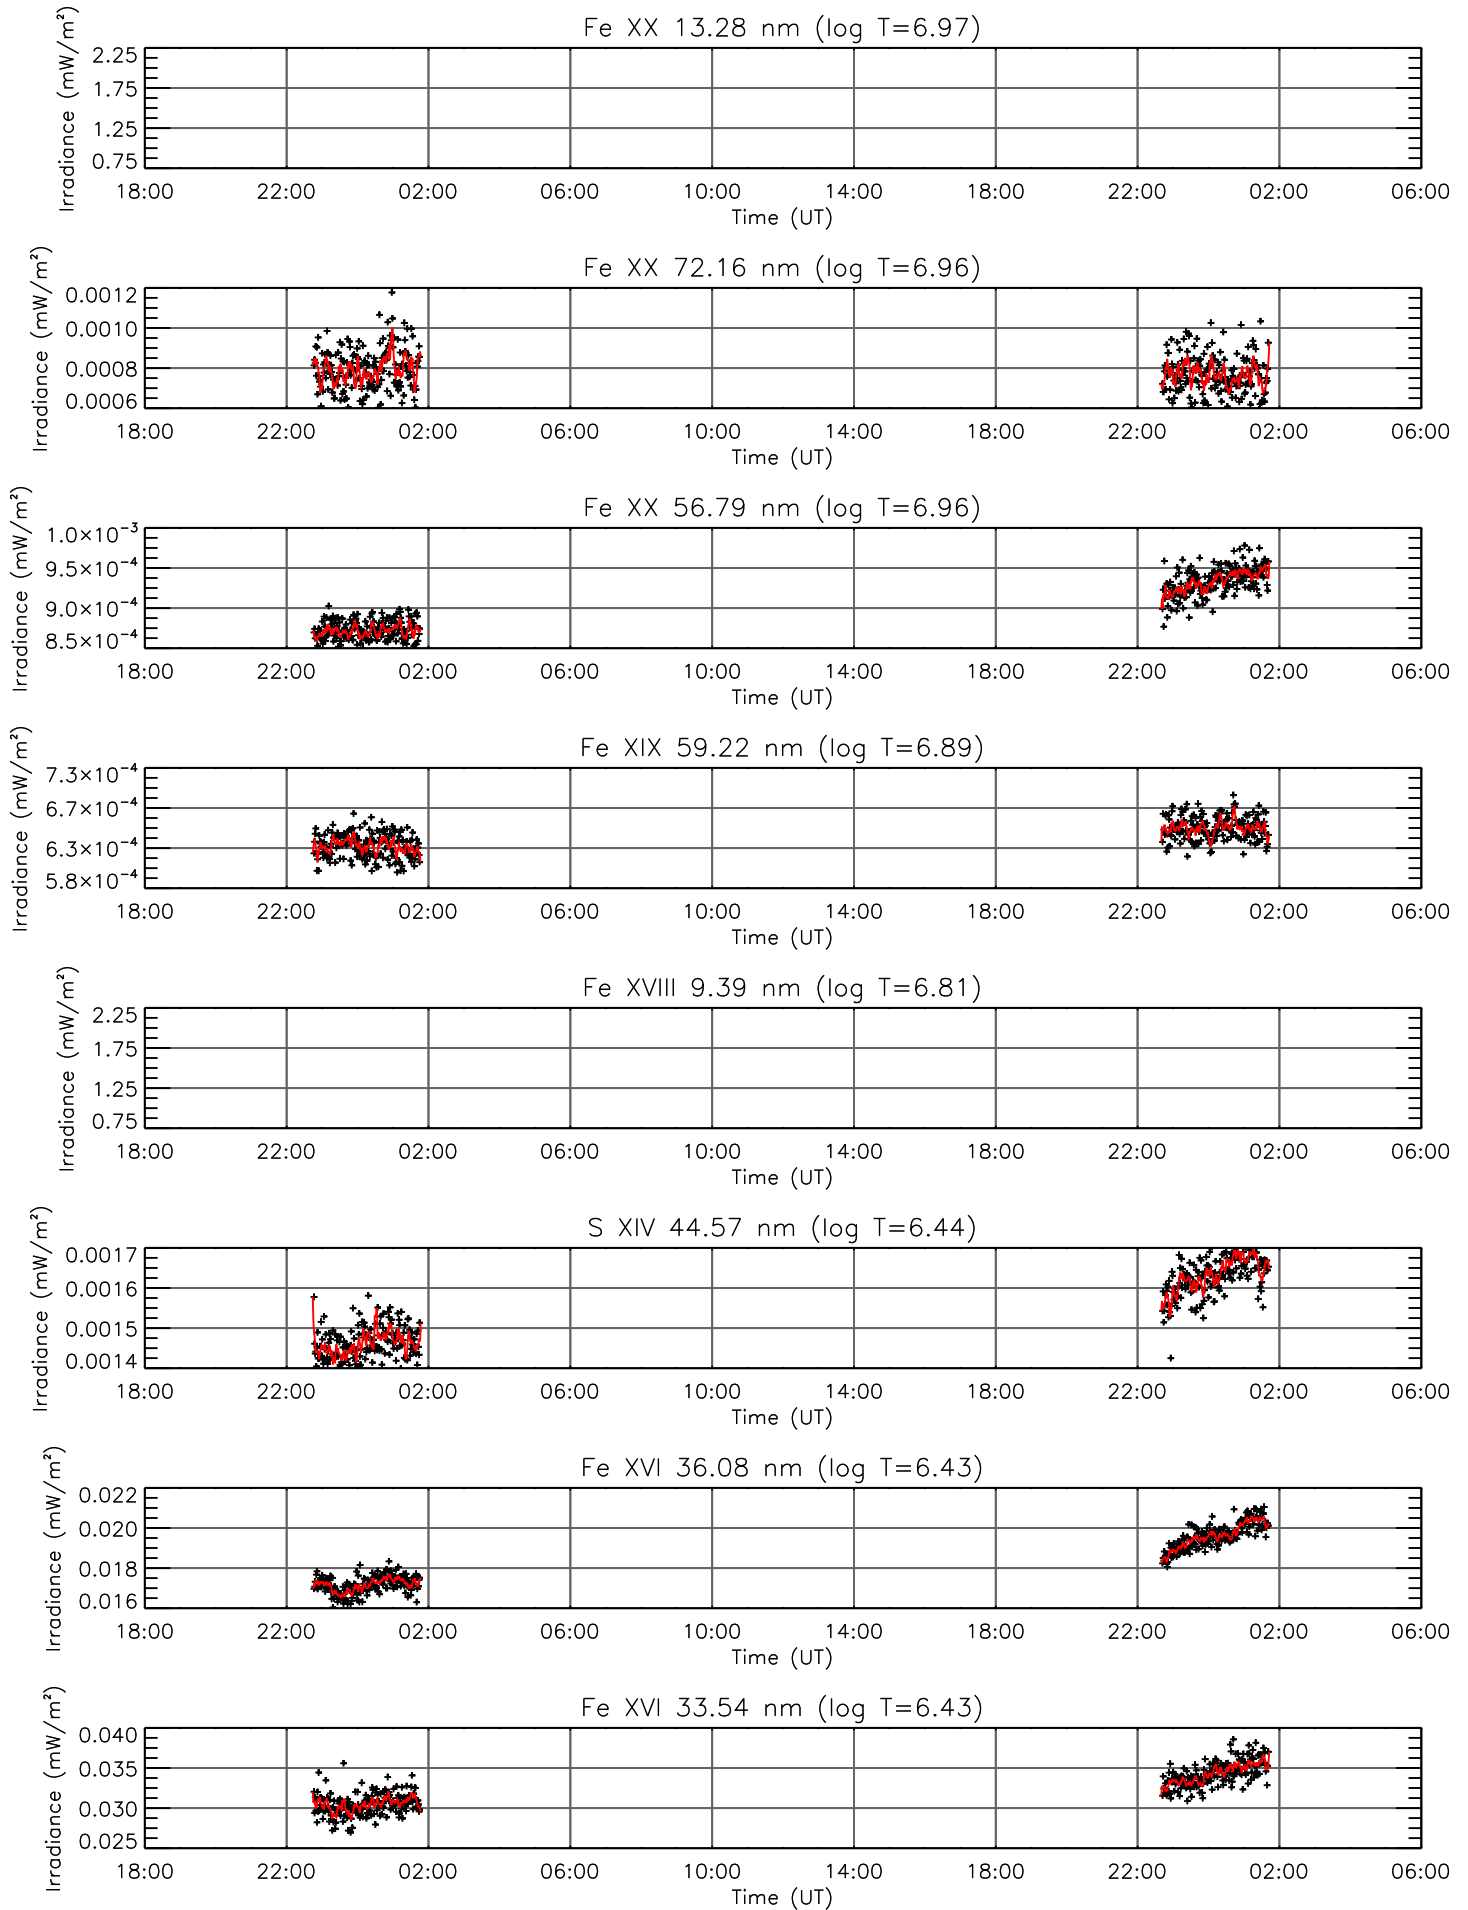 Fe XX 13.28 nm (log T=6.97)
Irradiance (mW/m²)
2.25
1.75
1.25
0.75
18:00 22:00 02:00 06:00 10:00 14:00 18:00 22:00 02:00 06:00
Time (UT)
Fe XX 72.16 nm (log T=6.96)
Irradiance (mW/m²)
0.0012
0.0010
0.0008
0.0006
18:00 22:00 02:00 06:00 10:00 14:00 18:00 22:00 02:00 06:00
Time (UT)
Fe XX 56.79 nm (log T=6.96)
Irradiance (mW/m²)
1.0×10⁻³
9.5×10⁻⁴
9.0×10⁻⁴
8.5×10⁻⁴
18:00 22:00 02:00 06:00 10:00 14:00 18:00 22:00 02:00 06:00
Time (UT)
Fe XIX 59.22 nm (log T=6.89)
Irradiance (mW/m²)
7.3×10⁻⁴
6.7×10⁻⁴
6.3×10⁻⁴
5.8×10⁻⁴
18:00 22:00 02:00 06:00 10:00 14:00 18:00 22:00 02:00 06:00
Time (UT)
Fe XVIII 9.39 nm (log T=6.81)
Irradiance (mW/m²)
2.25
1.75
1.25
0.75
18:00 22:00 02:00 06:00 10:00 14:00 18:00 22:00 02:00 06:00
Time (UT)
S XIV 44.57 nm (log T=6.44)
Irradiance (mW/m²)
0.0017
0.0016
0.0015
0.0014
18:00 22:00 02:00 06:00 10:00 14:00 18:00 22:00 02:00 06:00
Time (UT)
Fe XVI 36.08 nm (log T=6.43)
Irradiance (mW/m²)
0.022
0.020
0.018
0.016
18:00 22:00 02:00 06:00 10:00 14:00 18:00 22:00 02:00 06:00
Time (UT)
Fe XVI 33.54 nm (log T=6.43)
Irradiance (mW/m²)
0.040
0.035
0.030
0.025
18:00 22:00 02:00 06:00 10:00 14:00 18:00 22:00 02:00 06:00
Time (UT)